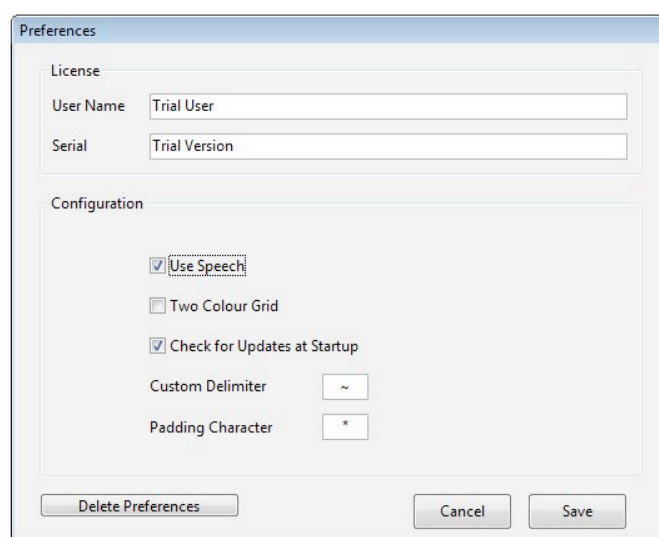 Preferences
License
User Name Trial User
Serial Trial Version
Configuration
Use Speech
Two Colour Grid
Check for Updates at Startup
Custom Delimiter ~
Padding Character *
Delete Preferences Cancel Save